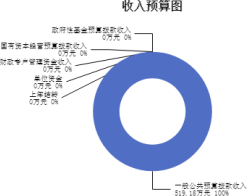 收入预算图
政府性基金预算拨款收入
0万元 0%
国有资本经营预算拨款收入
0万元 0%
财政专户管理资金收入
0万元 0%
单位资金
0万元 0%
上年结转
0万元 0%
一般公共预算拨款收入
519.18万元 100%